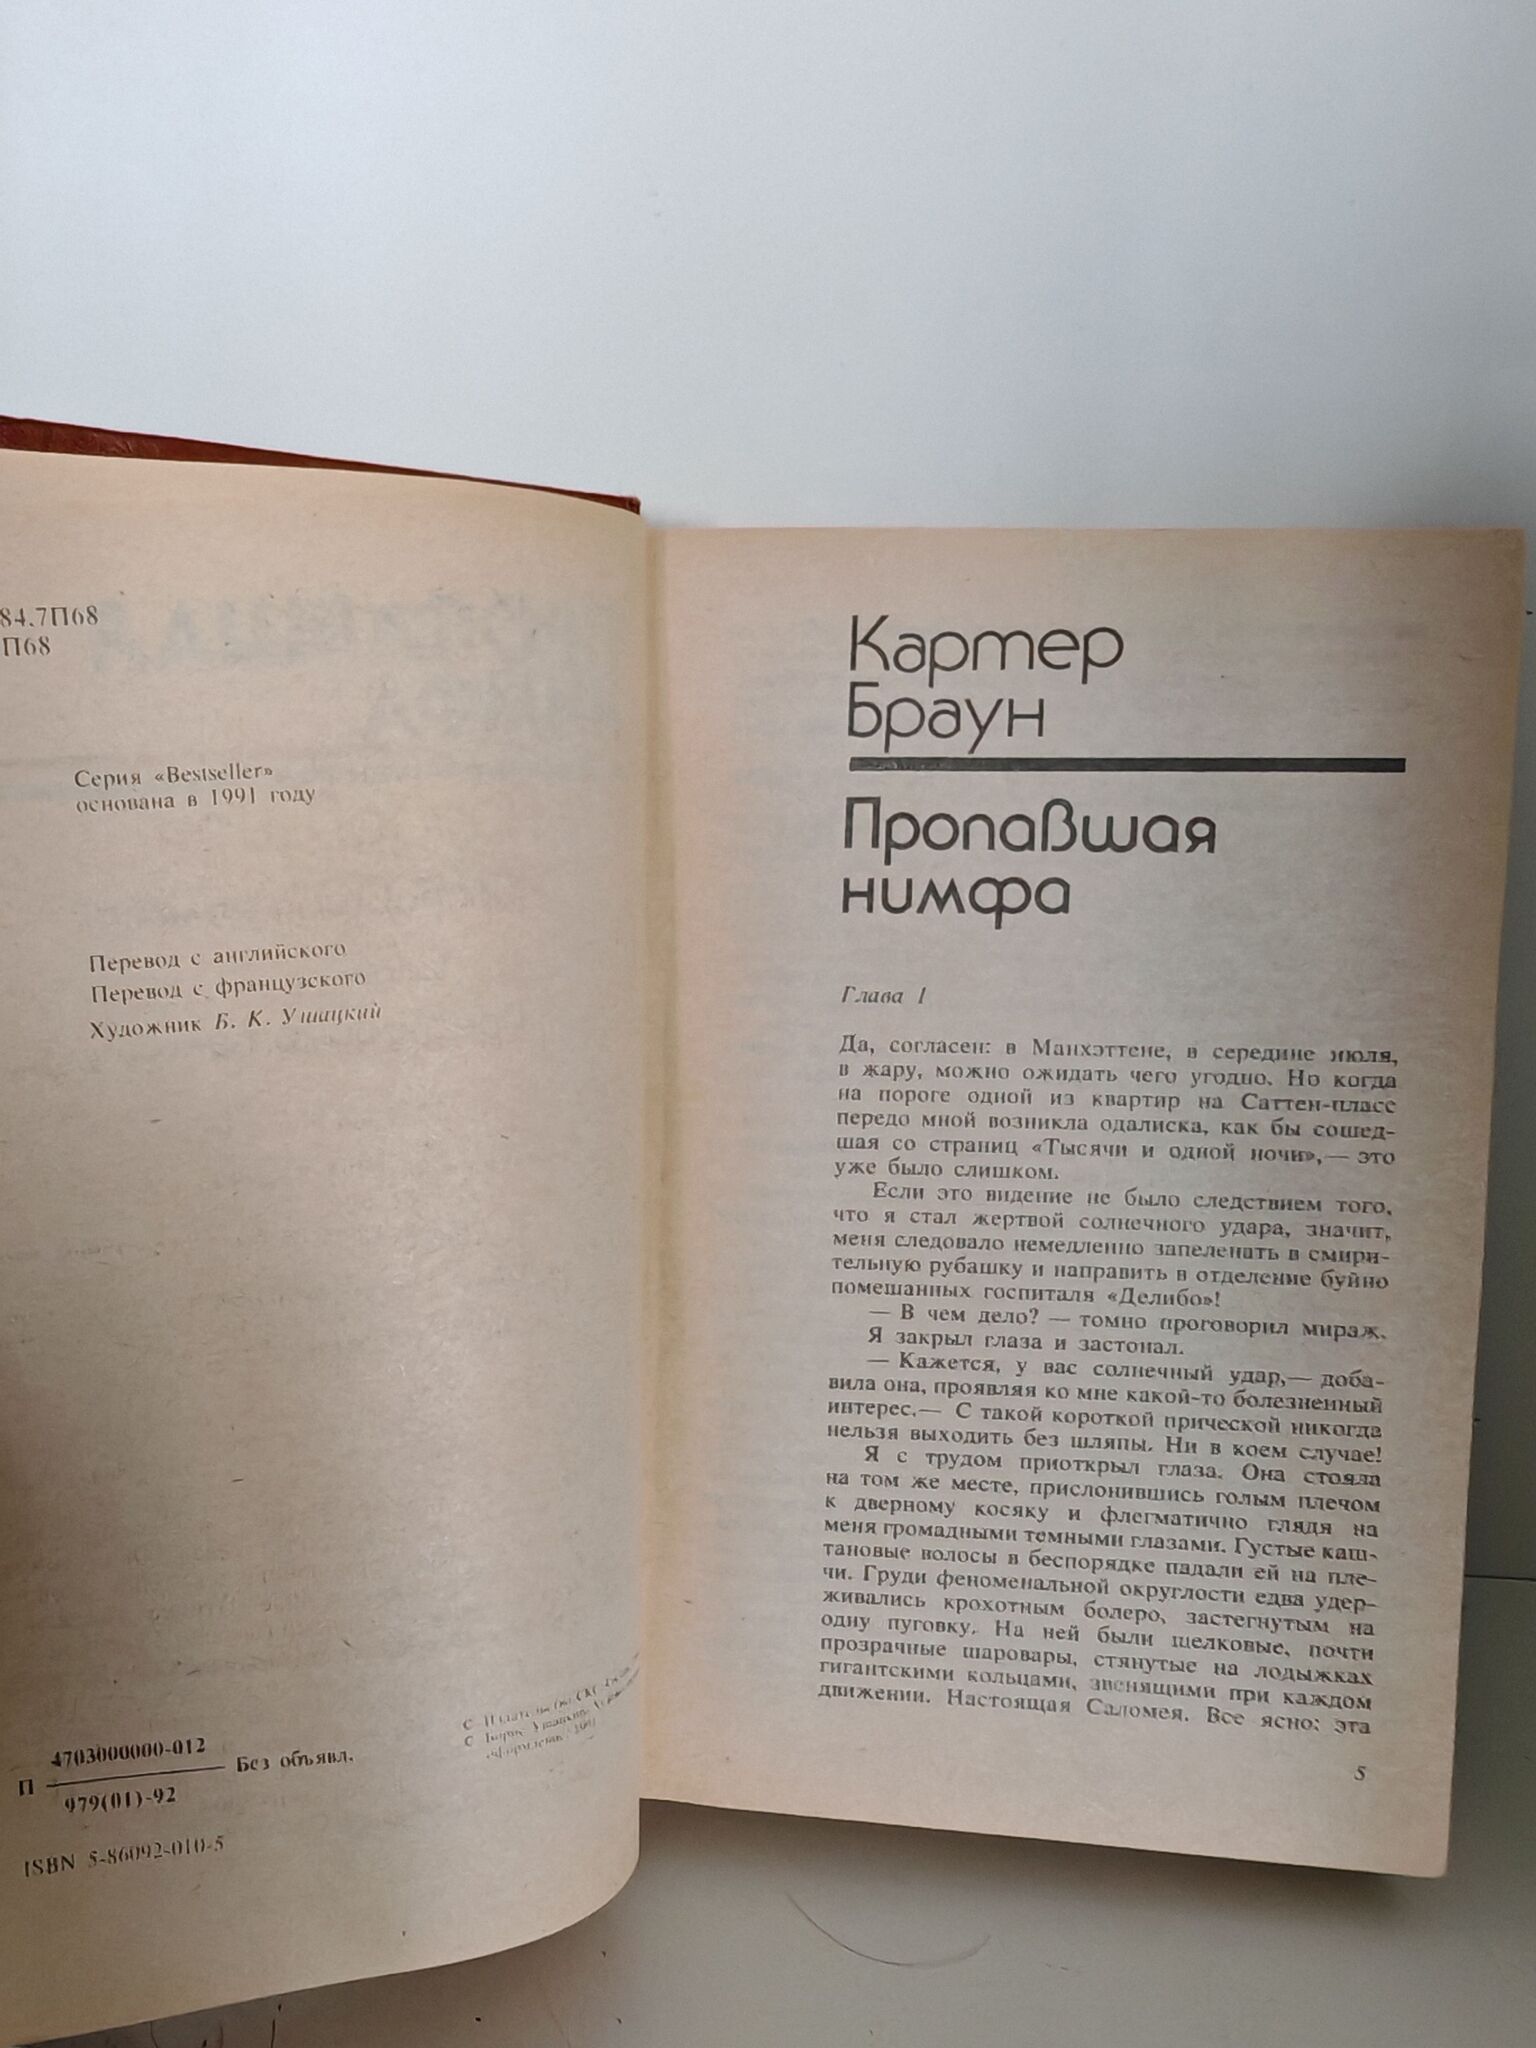 84.7П68
П68
Серия «Bestseller»
основана в 1991 году
Перевод с английского
Перевод с французского
Художник Б. К. Ушацкий
П 4703000000-012 Без объявл.
979(01)-92
ISBN 5-86092-010-5
Картер
Браун
Пропавшая
нимфа
Глава 1
Да, согласен: в Манхэттене, в середине июля,
в жару, можно ожидать чего угодно. Но когда
на пороге одной из квартир на Саттен-пласс
передо мной возникла одалиска, как бы сошед-
шая со страниц «Тысячи и одной ночи»,— это
уже было слишком.
Если это видение не было следствием того,
что я стал жертвой солнечного удара, значит,
меня следовало немедленно запеленать в смири-
тельную рубашку и направить в отделение буйно
помешанных госпиталя «Делибо»!
— В чем дело? — томно проговорил мираж.
Я закрыл глаза и застонал.
— Кажется, у вас солнечный удар,— доба-
вила она, проявляя ко мне какой-то болезненный
интерес.— С такой короткой прической никогда
нельзя выходить без шляпы. Ни в коем случае!
Я с трудом приоткрыл глаза. Она стояла
на том же месте, прислонившись голым плечом
к дверному косяку и флегматично глядя на
меня громадными темными глазами. Густые каш-
тановые волосы в беспорядке падали ей на пле-
чи. Груди феноменальной округлости едва удер-
живались крохотным болеро, застегнутым на
одну пуговку. На ней были шелковые, почти
прозрачные шаровары, стянутые на лодыжках
гигантскими кольцами, звенящими при каждом
движении. Настоящая Саломея. Все ясно: эта
5